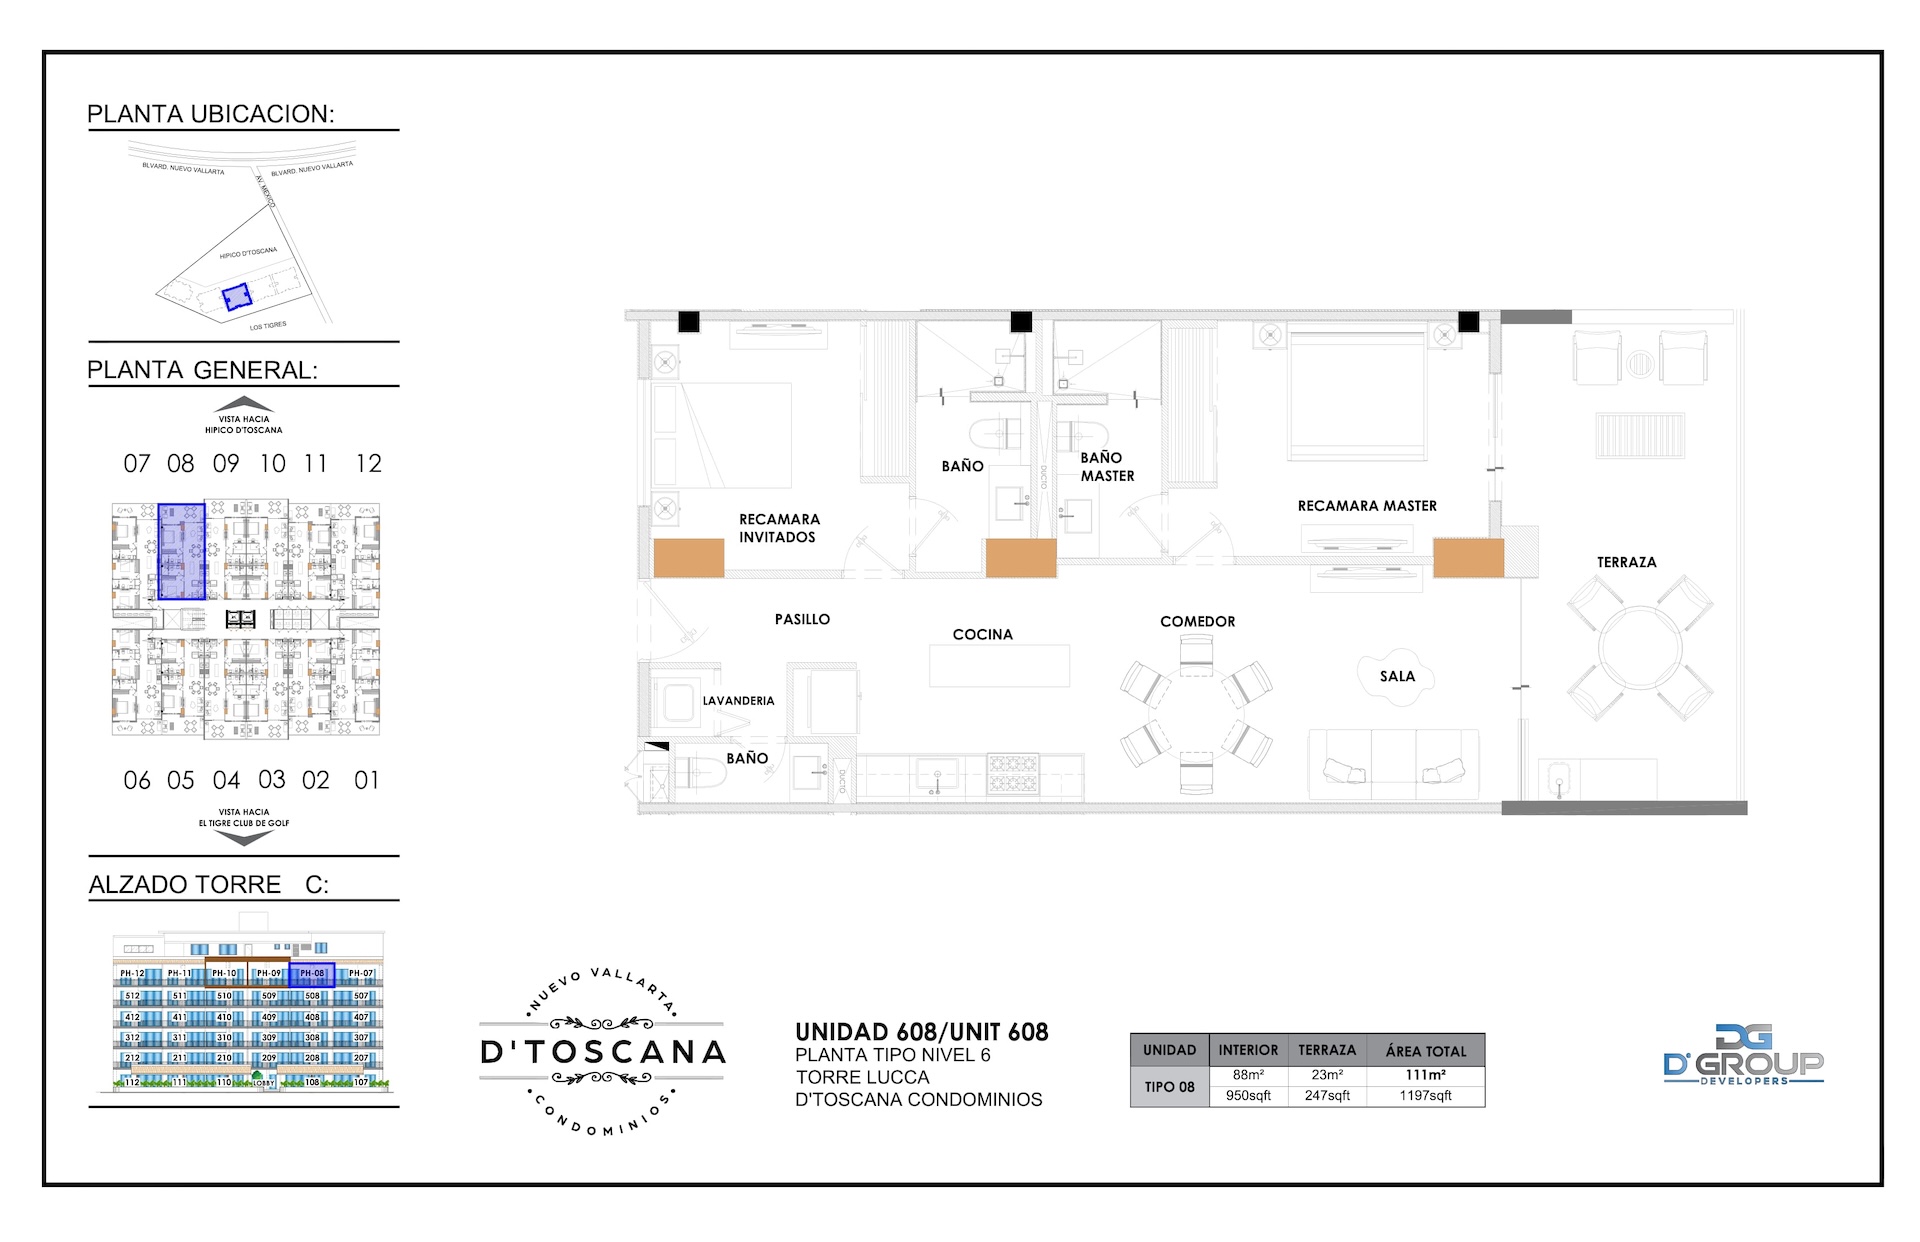 PLANTA UBICACION:
BLVARD. NUEVO VALLARTA
BLVARD. NUEVO VALLARTA
AV. MEXICO
HIPICO D'TOSCANA
LOS TIGRES
PLANTA GENERAL:
VISTA HACIA
HIPICO D'TOSCANA
07 08 09 10 11 12
06 05 04 03 02 01
VISTA HACIA
EL TIGRE CLUB DE GOLF
ALZADO TORRE C:
PH-12 PH-11 PH-10 PH-09 PH-08 PH-07
512 511 510 509 508 507
412 411 410 409 408 407
312 311 310 309 308 307
212 211 210 209 208 207
112 111 110 LOBBY 108 107
RECAMARA
INVITADOS
BAÑO
DUCTO
BAÑO
MASTER
RECAMARA MASTER
TERRAZA
PASILLO
COCINA
COMEDOR
SALA
LAVANDERIA
BAÑO
DUCTO
NUEVO VALLARTA
D'TOSCANA
CONDOMINIOS
UNIDAD 608/UNIT 608
PLANTA TIPO NIVEL 6
TORRE LUCCA
D'TOSCANA CONDOMINIOS
UNIDAD INTERIOR TERRAZA ÁREA TOTAL
TIPO 08 88m² 23m² 111m²
950sqft 247sqft 1197sqft
DG
D'GROUP
DEVELOPERS